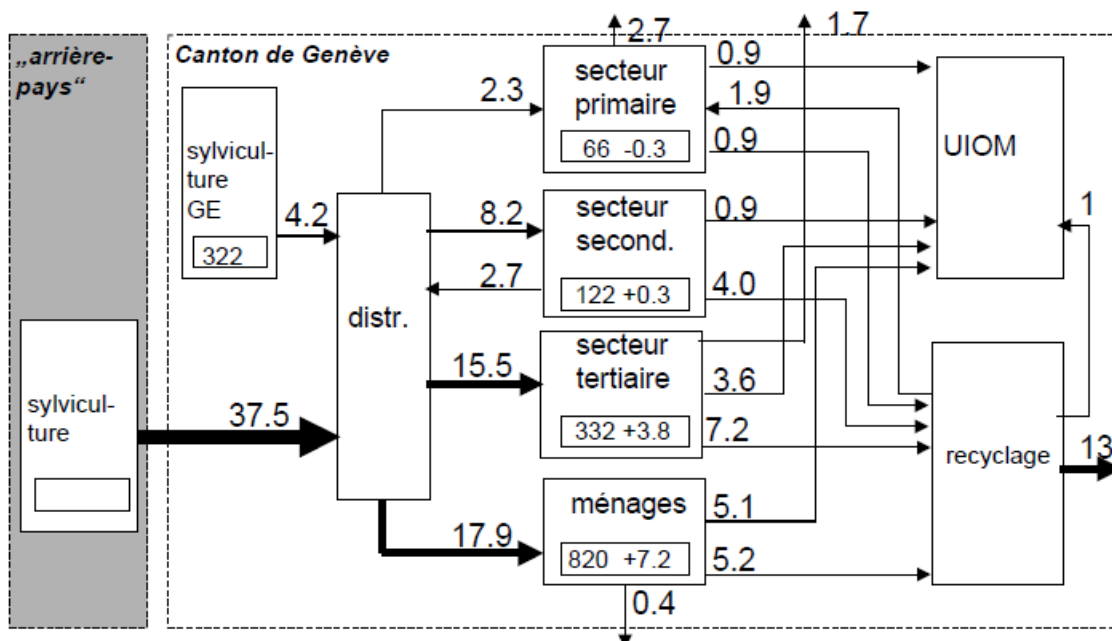 2.7
1.7
„arrière-
pays“
Canton de Genève
secteur
primaire
66 -0.3
0.9
1.9
0.9
2.3
sylvicul-
ture
GE
322
4.2
UIOM
1
8.2
secteur
second.
122 +0.3
0.9
2.7
4.0
distr.
secteur
tertiaire
332 +3.8
15.5
3.6
7.2
sylvicul-
ture
37.5
recyclage
13
ménages
820 +7.2
17.9
5.1
5.2
0.4